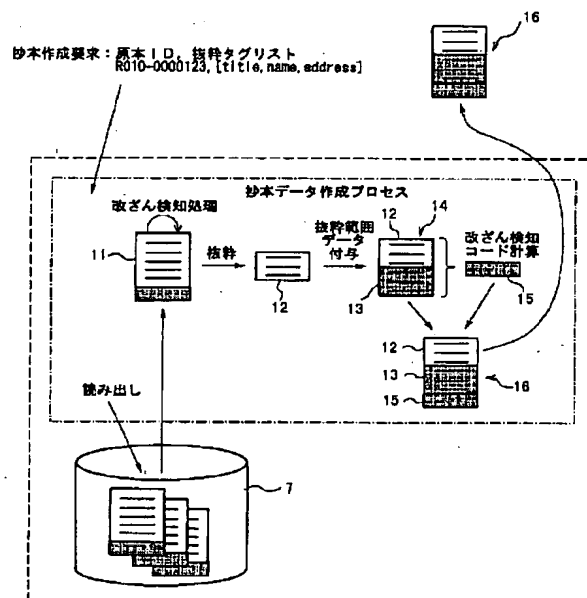 抄本作成要求:原本ID,抜粋タグリスト
R010-0000123,[title,name,address]
16
抄本データ作成プロセス
改ざん検知処理
11
抜粋
12
抜粋範囲
データ
付与
12
14
13
改ざん検知
コード計算
15
12
13
15
16
読み出し
7